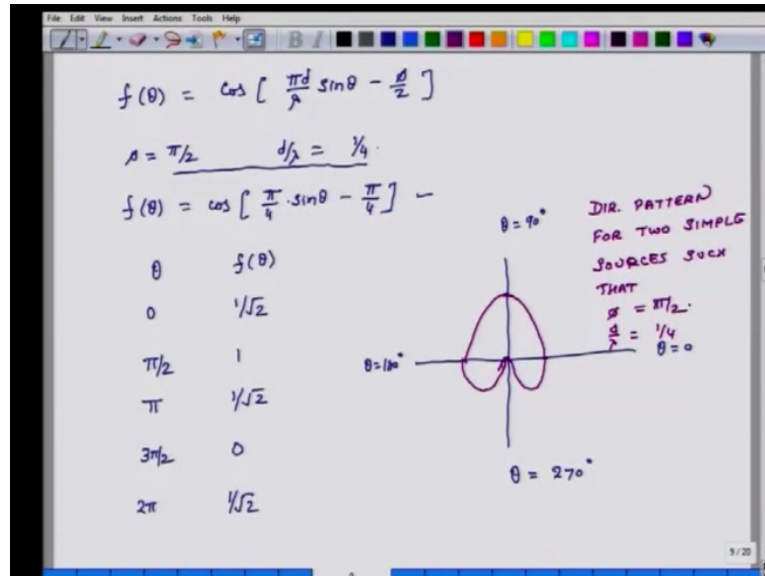 File Edit View Insert Actions Tools Help
f(θ) = cos [ πd/λ sinθ - ø/2 ]
ø = π/2 d/λ = 1/4.
f(θ) = cos [ π/4 . sinθ - π/4 ] -
θ f(θ)
0 1/√2
π/2 1
π 1/√2
3π/2 0
2π 1/√2
θ = 90°
θ=180°
θ=0
θ = 270°
DIR. PATTERN
FOR TWO SIMPLE
SOURCES SUCH
THAT
ø = π/2.
d/λ = 1/4
9 / 20